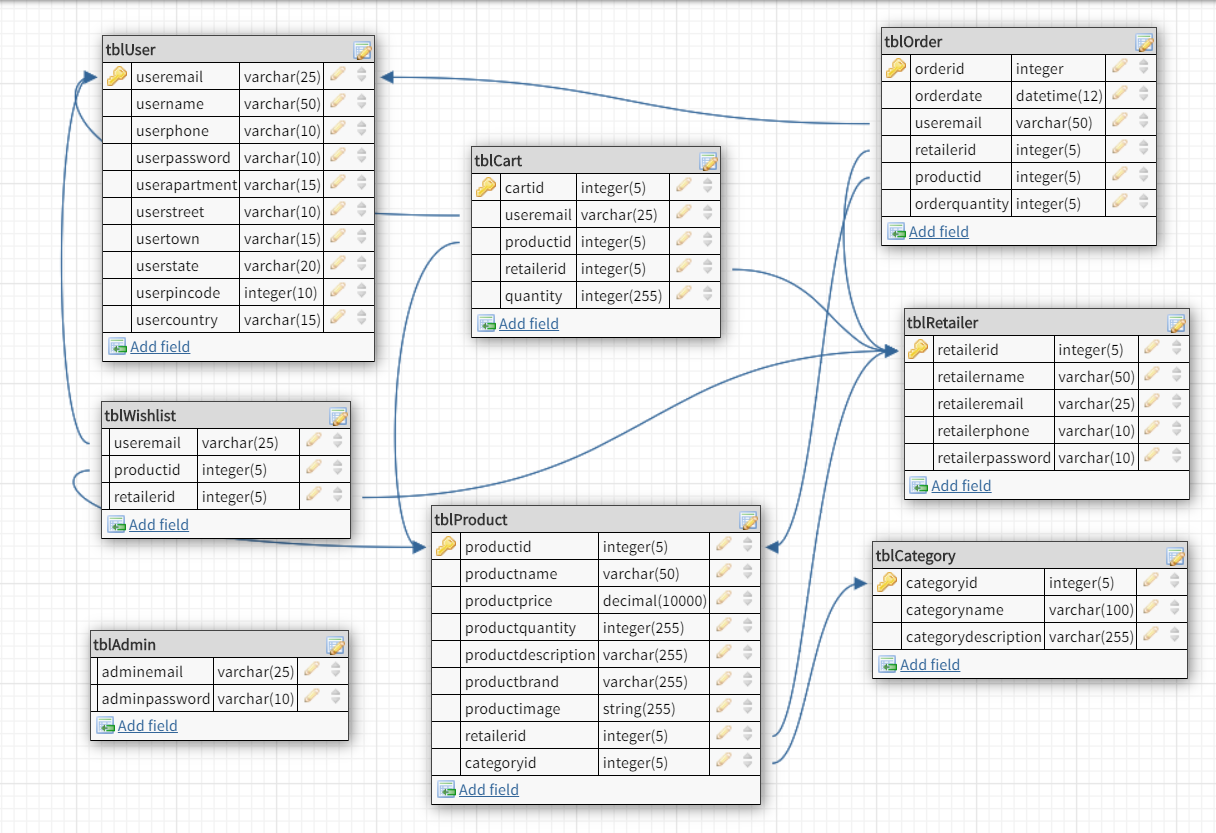 tblUser
useremail varchar(25)
username varchar(50)
userphone varchar(10)
userpassword varchar(10)
userapartment varchar(15)
userstreet varchar(10)
usertown varchar(15)
userstate varchar(20)
userpincode integer(10)
usercountry varchar(15)
Add field
tblOrder
orderid integer
orderdate datetime(12)
useremail varchar(50)
retailerid integer(5)
productid integer(5)
orderquantity integer(5)
Add field
tblCart
cartid integer(5)
useremail varchar(25)
productid integer(5)
retailerid integer(5)
quantity integer(255)
Add field
tblRetailer
retailerid integer(5)
retailername varchar(50)
retaileremail varchar(25)
retailerphone varchar(10)
retailerpassword varchar(10)
Add field
tblWishlist
useremail varchar(25)
productid integer(5)
retailerid integer(5)
Add field
tblProduct
productid integer(5)
productname varchar(50)
productprice decimal(10000)
productquantity integer(255)
productdescription varchar(255)
productbrand varchar(255)
productimage string(255)
retailerid integer(5)
categoryid integer(5)
Add field
tblCategory
categoryid integer(5)
categoryname varchar(100)
categorydescription varchar(255)
Add field
tblAdmin
adminemail varchar(25)
adminpassword varchar(10)
Add field